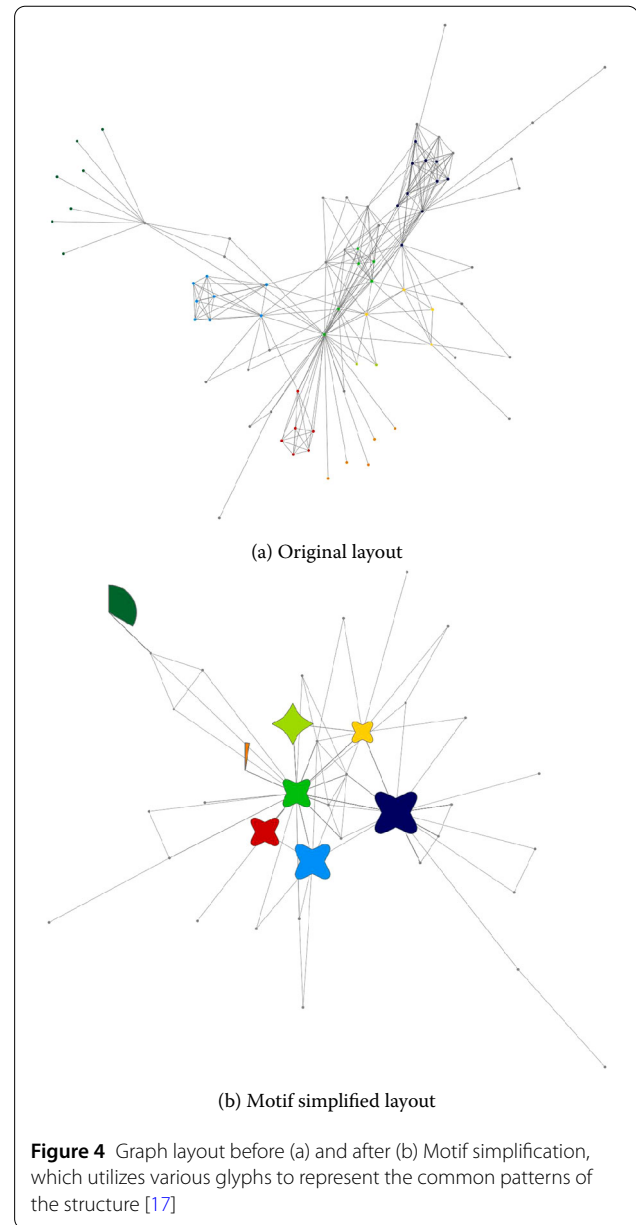 (a) Original layout
(b) Motif simplified layout
Figure 4 Graph layout before (a) and after (b) Motif simplification,
which utilizes various glyphs to represent the common patterns of
the structure [17]